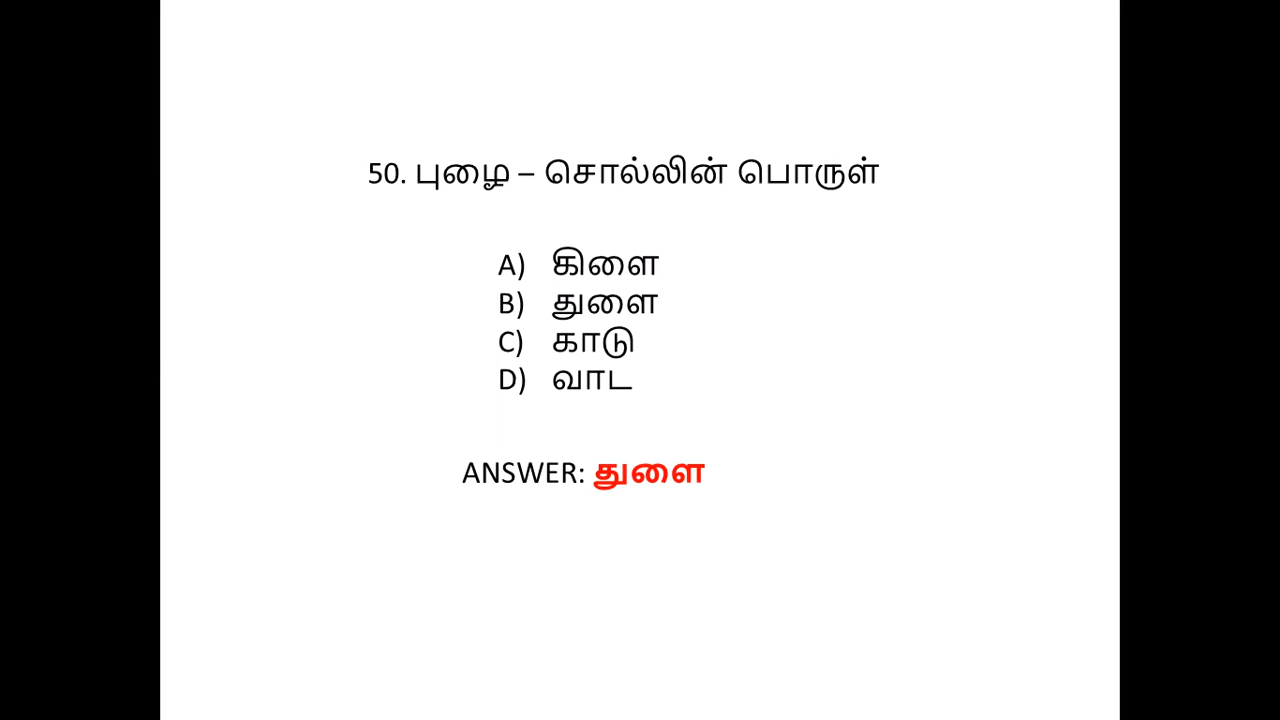 50. புழை – சொல்லின் பொருள்
A) கிளை
B) துளை
C) காடு
D) வாட
ANSWER: துளை